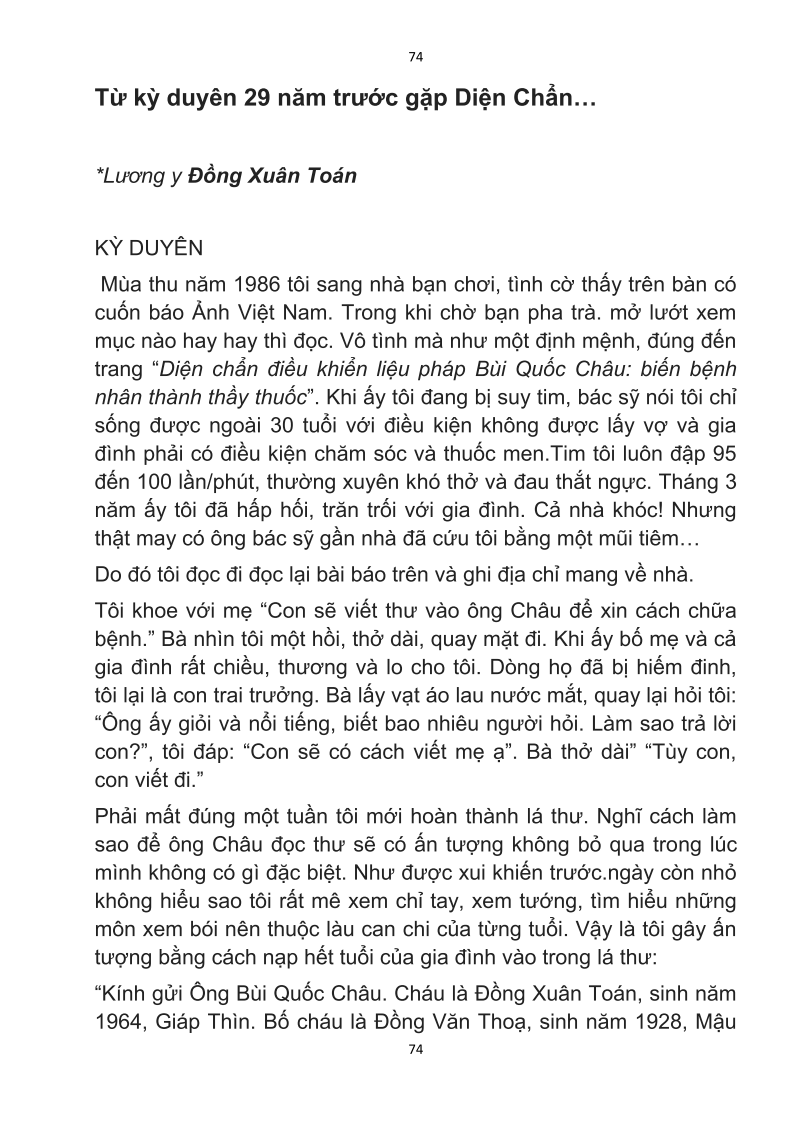 74
Từ kỳ duyên 29 năm trước gặp Diện Chẩn…
*Lương y Đồng Xuân Toán
KỲ DUYÊN
Mùa thu năm 1986 tôi sang nhà bạn chơi, tình cờ thấy trên bàn có
cuốn báo Ảnh Việt Nam. Trong khi chờ bạn pha trà. mở lướt xem
mục nào hay hay thì đọc. Vô tình mà như một định mệnh, đúng đến
trang “Diện chẩn điều khiển liệu pháp Bùi Quốc Châu: biến bệnh
nhân thành thầy thuốc”. Khi ấy tôi đang bị suy tim, bác sỹ nói tôi chỉ
sống được ngoài 30 tuổi với điều kiện không được lấy vợ và gia
đình phải có điều kiện chăm sóc và thuốc men.Tim tôi luôn đập 95
đến 100 lần/phút, thường xuyên khó thở và đau thắt ngực. Tháng 3
năm ấy tôi đã hấp hối, trăn trối với gia đình. Cả nhà khóc! Nhưng
thật may có ông bác sỹ gần nhà đã cứu tôi bằng một mũi tiêm…
Do đó tôi đọc đi đọc lại bài báo trên và ghi địa chỉ mang về nhà.
Tôi khoe với mẹ “Con sẽ viết thư vào ông Châu để xin cách chữa
bệnh.” Bà nhìn tôi một hồi, thở dài, quay mặt đi. Khi ấy bố mẹ và cả
gia đình rất chiều, thương và lo cho tôi. Dòng họ đã bị hiếm đinh,
tôi lại là con trai trưởng. Bà lấy vạt áo lau nước mắt, quay lại hỏi tôi:
“Ông ấy giỏi và nổi tiếng, biết bao nhiêu người hỏi. Làm sao trả lời
con?”, tôi đáp: “Con sẽ có cách viết mẹ ạ”. Bà thở dài” “Tùy con,
con viết đi.”
Phải mất đúng một tuần tôi mới hoàn thành lá thư. Nghĩ cách làm
sao để ông Châu đọc thư sẽ có ấn tượng không bỏ qua trong lúc
mình không có gì đặc biệt. Như được xui khiến trước.ngày còn nhỏ
không hiểu sao tôi rất mê xem chỉ tay, xem tướng, tìm hiểu những
môn xem bói nên thuộc làu can chi của từng tuổi. Vậy là tôi gây ấn
tượng bằng cách nạp hết tuổi của gia đình vào trong lá thư:
“Kính gửi Ông Bùi Quốc Châu. Cháu là Đồng Xuân Toán, sinh năm
1964, Giáp Thìn. Bố cháu là Đồng Văn Thoạ, sinh năm 1928, Mậu
74